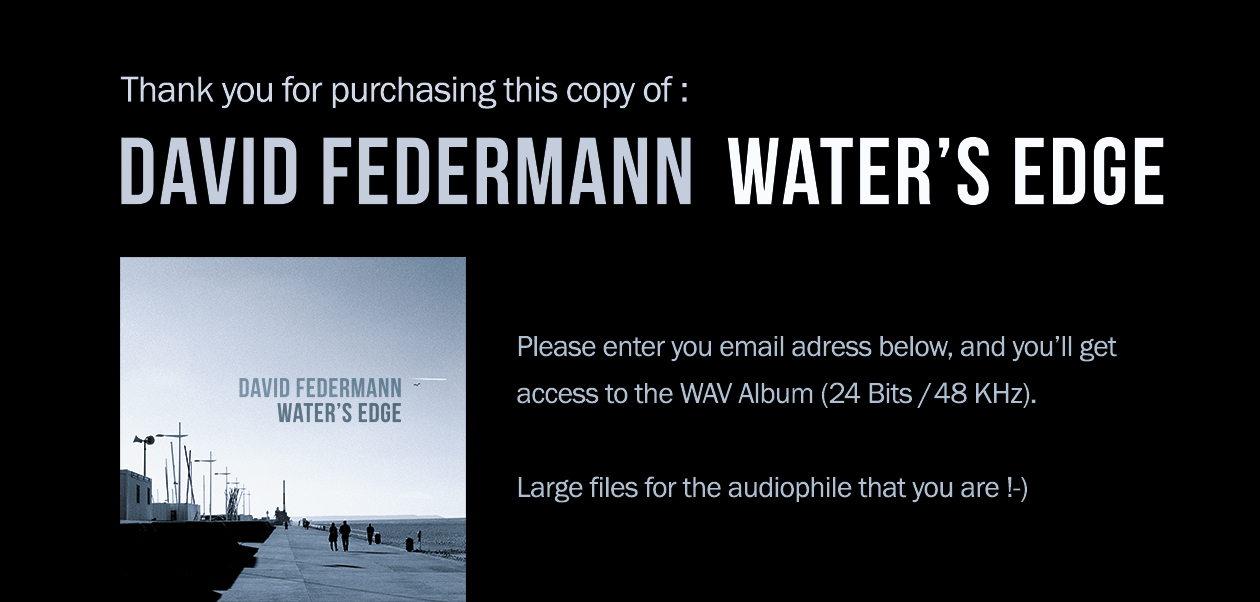 Thank you for purchasing this copy of :
DAVID FEDERMANN WATER'S EDGE
DAVID FEDERMANN
WATER'S EDGE
Please enter you email adress below, and you'll get
access to the WAV Album (24 Bits / 48 KHz).
Large files for the audiophile that you are !-)